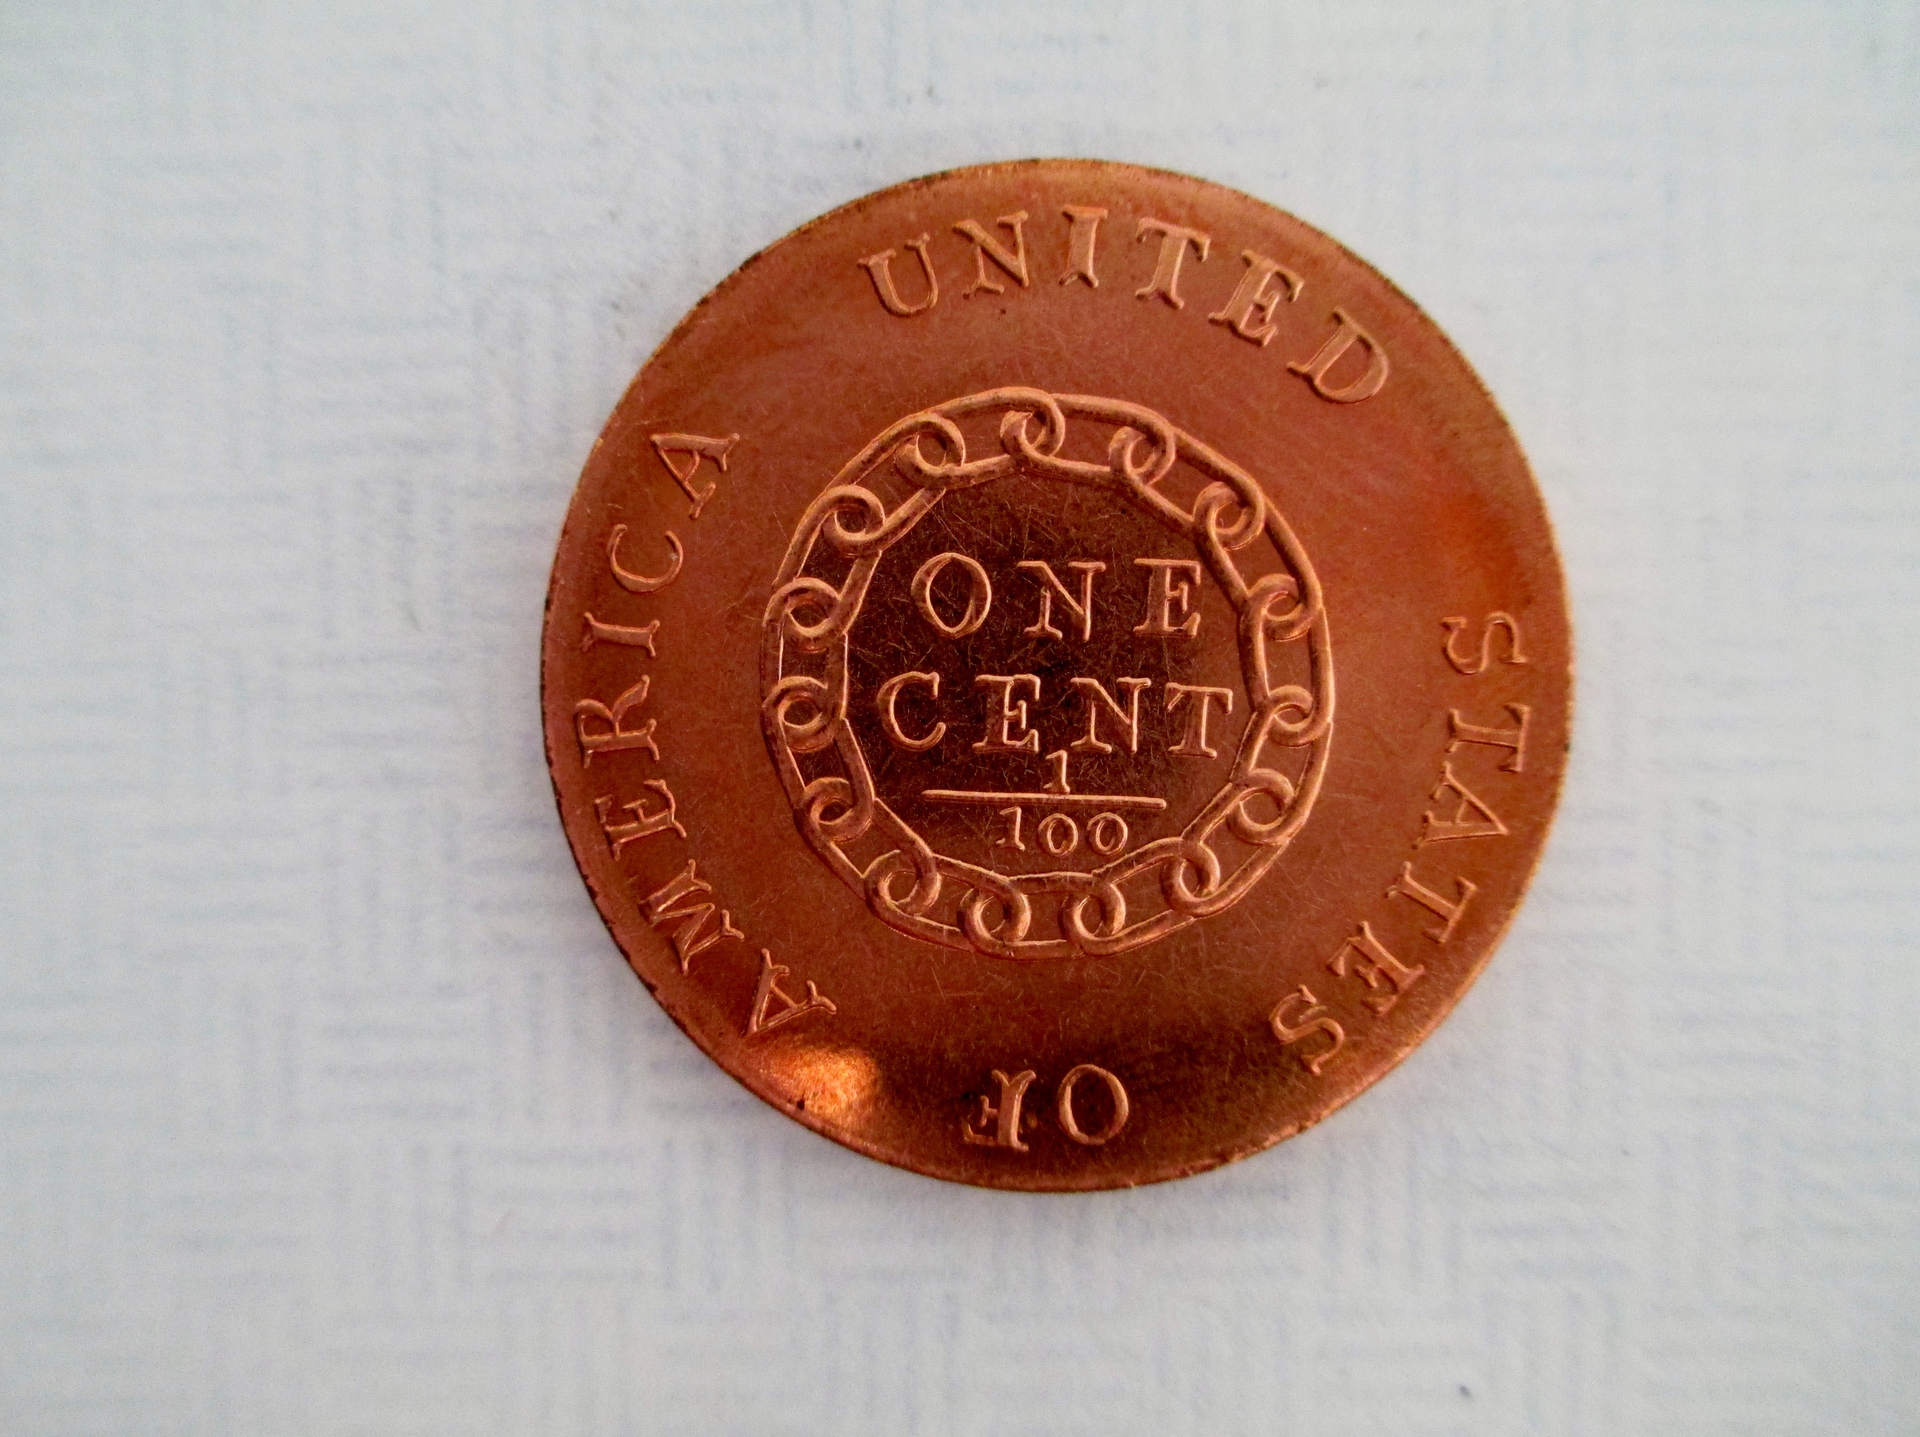 UNITED STATES OF AMERICA
ONE
CENT
1
100